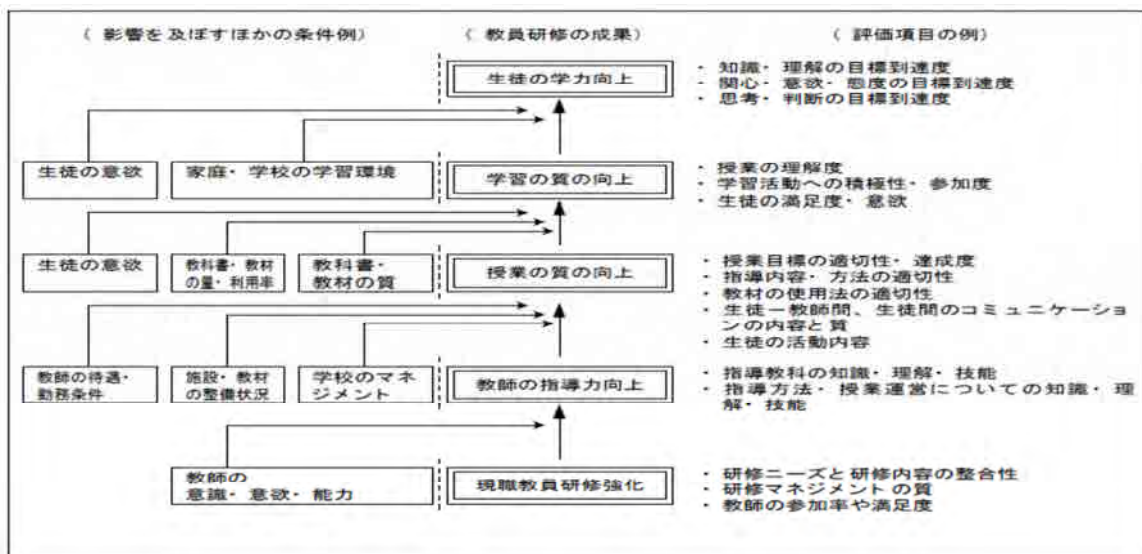 ( 影響を及ぼすほかの条件例)
( 教員研修の成果)
( 評価項目の例)
生徒の学力向上
・ 知識・理解の目標到達度
・ 関心・意欲・態度の目標到達度
・ 思考・判断の目標到達度
生徒の意欲
家庭・学校の学習環境
学習の質の向上
・ 授業の理解度
・ 学習活動への積極性・参加度
・ 生徒の満足度・意欲
生徒の意欲
教科書・教材
の量・利用率
教科書・
教材の質
授業の質の向上
・ 授業目標の適切性・達成度
・ 指導内容・方法の適切性
・ 教材の使用法の適切性
・ 生徒－教師間、生徒間のコミュニケーショ
ンの内容と質
・ 生徒の活動内容
教師の待遇・
勤務条件
施設・教材
の整備状況
学校のマネ
ジメント
教師の指導力向上
・ 指導教科の知識・理解・技能
・ 指導方法・授業運営についての知識・理
解・技能
教師の
意識・意欲・能力
現職教員研修強化
・ 研修ニーズと研修内容の整合性
・ 研修マネジメントの質
・ 教師の参加率や満足度